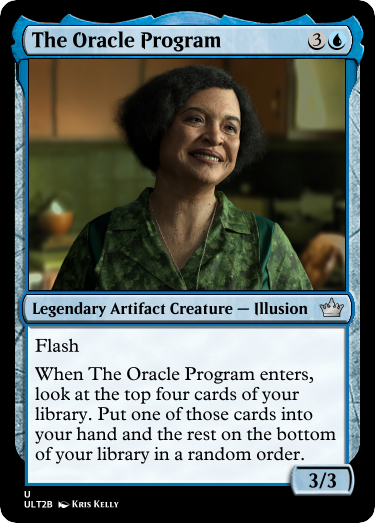 The Oracle Program 3
Legendary Artifact Creature — Illusion
Flash
When The Oracle Program enters,
look at the top four cards of your
library. Put one of those cards into
your hand and the rest on the bottom
of your library in a random order.
3/3
U
ULT2B Kris Kelly